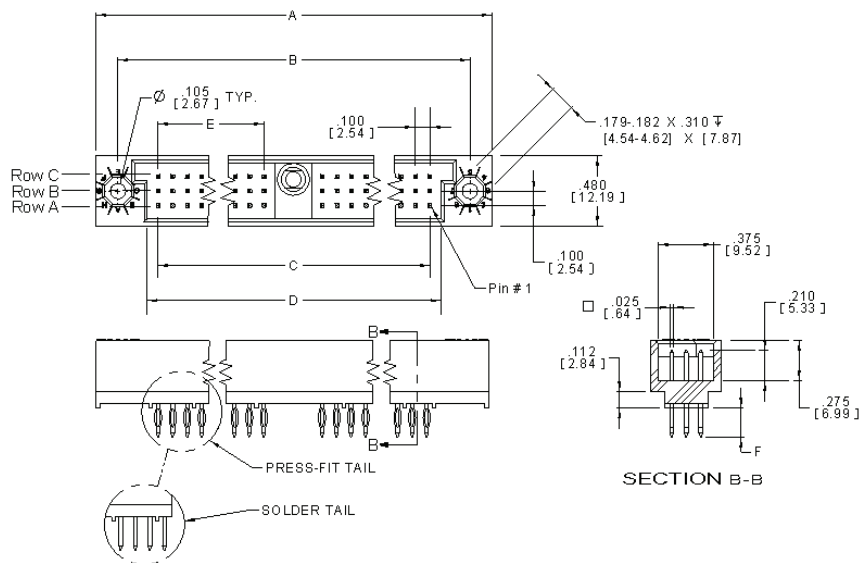 A
B
Ø .105 TYP.
[2.67]
E
.100
[2.54]
.179-.182 X .310 ↧
[4.54-4.62] X [7.87]
Row C
Row B
Row A
.480
[12.19]
C
.100
[2.54]
Pin # 1
D
.375
[9.52]
□ .025
[.64]
.210
[5.33]
B
.112
[2.84]
.275
[6.99]
B
F
PRESS-FIT TAIL
SECTION B-B
SOLDER TAIL